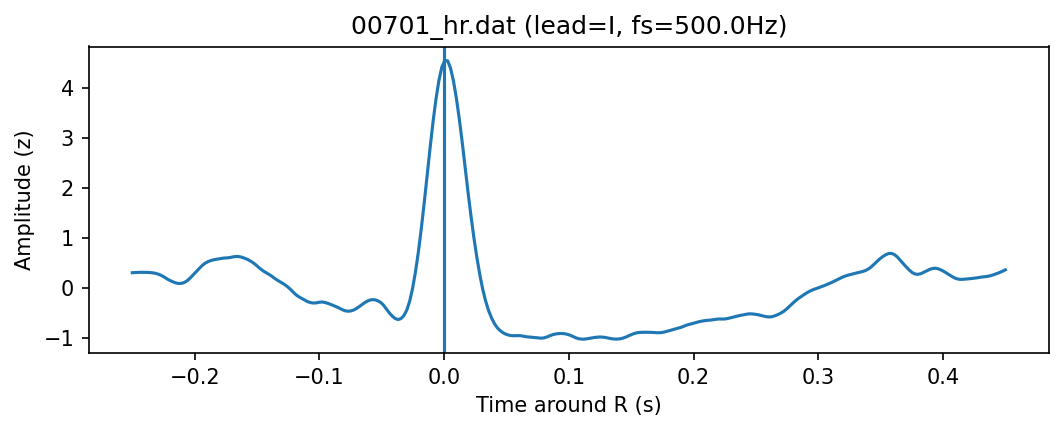 00701_hr.dat (lead=I, fs=500.0Hz)
Amplitude (z)
4
3
2
1
0
−1
−0.2 −0.1 0.0 0.1 0.2 0.3 0.4
Time around R (s)